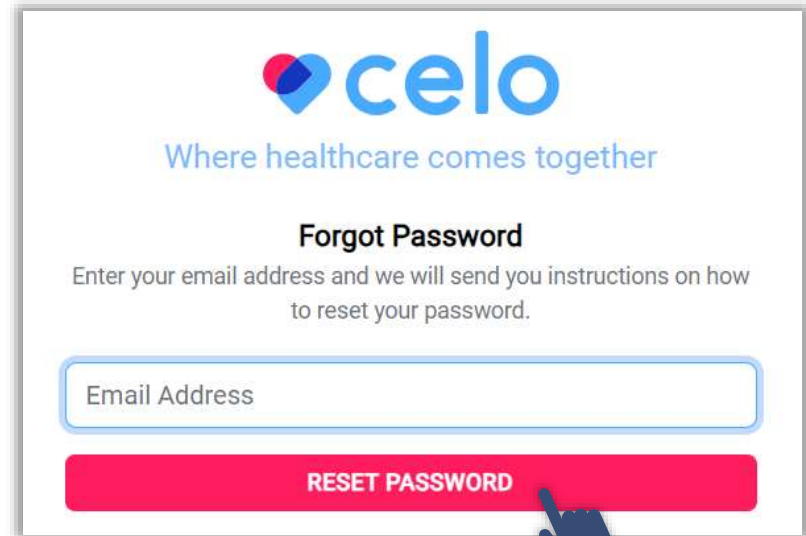 celo
Where healthcare comes together
Forgot Password
Enter your email address and we will send you instructions on how
to reset your password.
Email Address
RESET PASSWORD